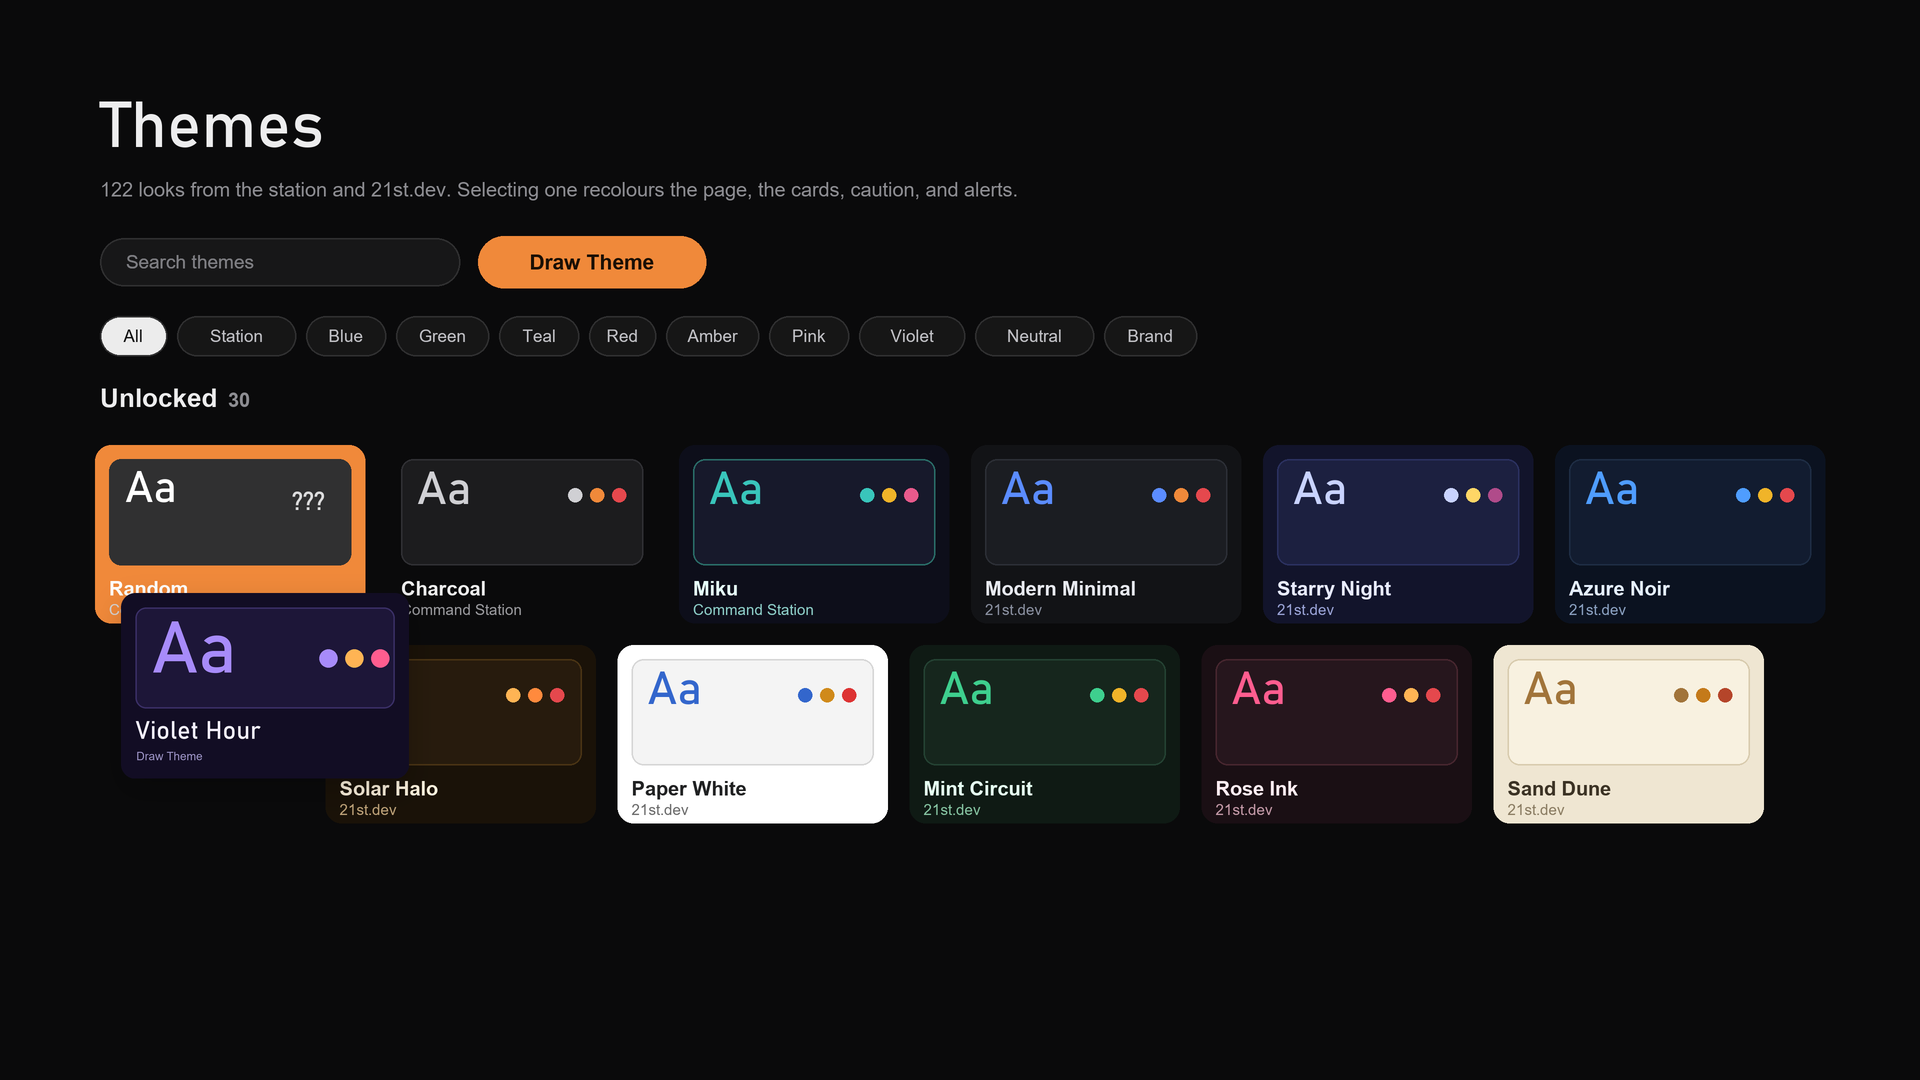 Themes
122 looks from the station and 21st.dev. Selecting one recolours the page, the cards, caution, and alerts.
Search themes
Draw Theme
All
Station
Blue
Green
Teal
Red
Amber
Pink
Violet
Neutral
Brand
Unlocked 30
Aa
???
Random
Aa
Charcoal
Command Station
Aa
Miku
Command Station
Aa
Modern Minimal
21st.dev
Aa
Starry Night
21st.dev
Aa
Azure Noir
21st.dev
Aa
Violet Hour
Draw Theme
Solar Halo
21st.dev
Aa
Paper White
21st.dev
Aa
Mint Circuit
21st.dev
Aa
Rose Ink
21st.dev
Aa
Sand Dune
21st.dev